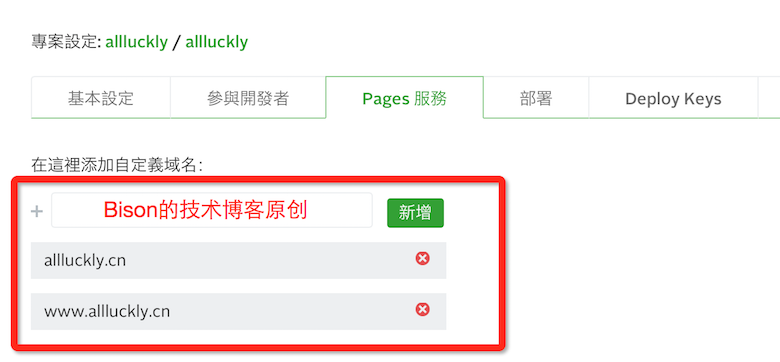 專案設定: allluckly / allluckly
基本設定 參與開發者 Pages 服務 部署 Deploy Keys
在這裡添加自定義域名:
+ Bison的技术博客原创 新增
allluckly.cn
www.allluckly.cn